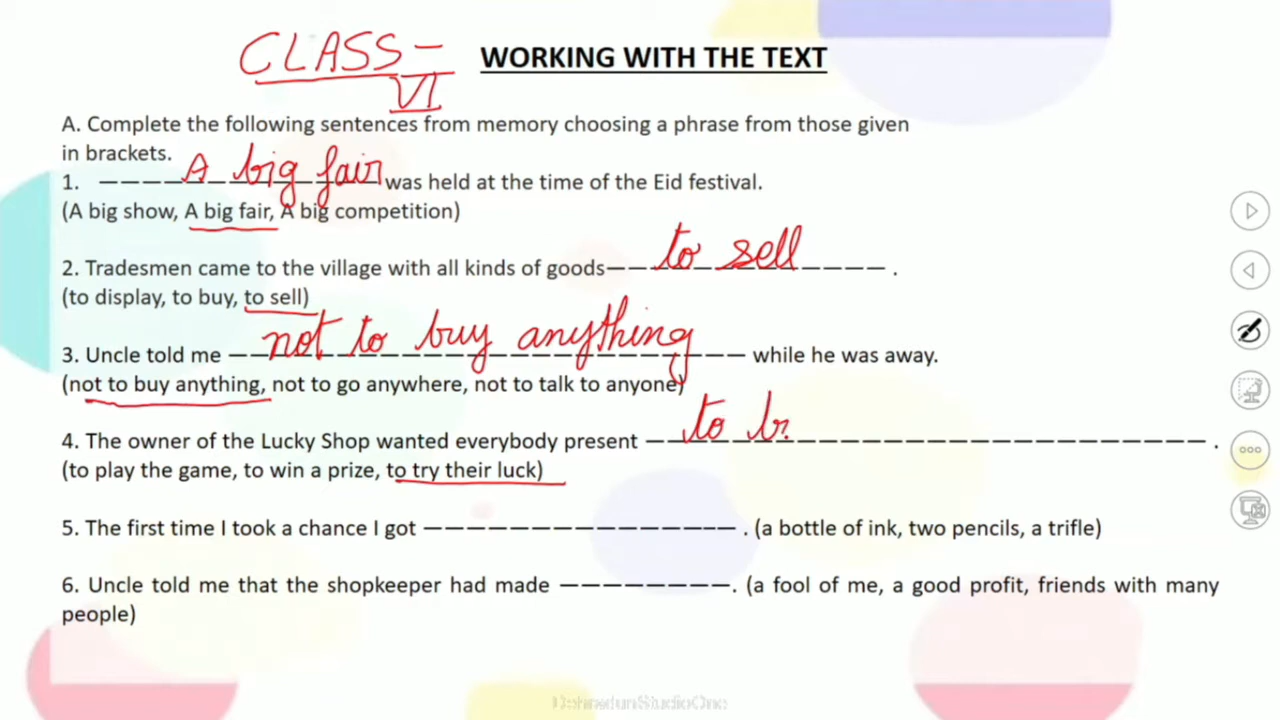 CLASS –
VI
WORKING WITH THE TEXT
A. Complete the following sentences from memory choosing a phrase from those given
in brackets.
1. —————A big fair was held at the time of the Eid festival.
(A big show, A big fair, A big competition)
2. Tradesmen came to the village with all kinds of goods—— to sell ———— .
(to display, to buy, to sell)
3. Uncle told me —— not to buy anything —— while he was away.
(not to buy anything, not to go anywhere, not to talk to anyone)
4. The owner of the Lucky Shop wanted everybody present —— to ——————————————————— .
(to play the game, to win a prize, to try their luck)
5. The first time I took a chance I got ——————————————— . (a bottle of ink, two pencils, a trifle)
6. Uncle told me that the shopkeeper had made ————————. (a fool of me, a good profit, friends with many
people)